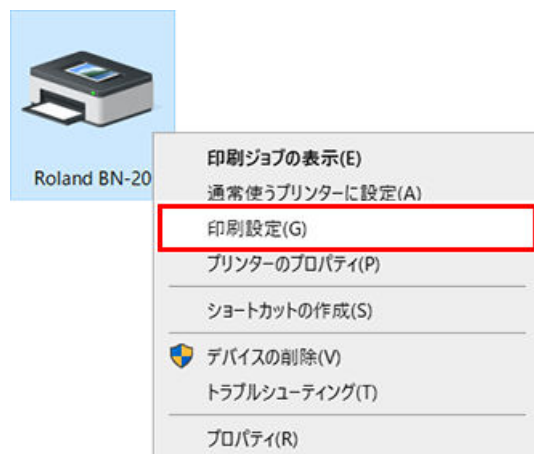 Roland BN-20
印刷ジョブの表示(E)
通常使うプリンターに設定(A)
印刷設定(G)
プリンターのプロパティ(P)
ショートカットの作成(S)
デバイスの削除(V)
トラブルシューティング(T)
プロパティ(R)